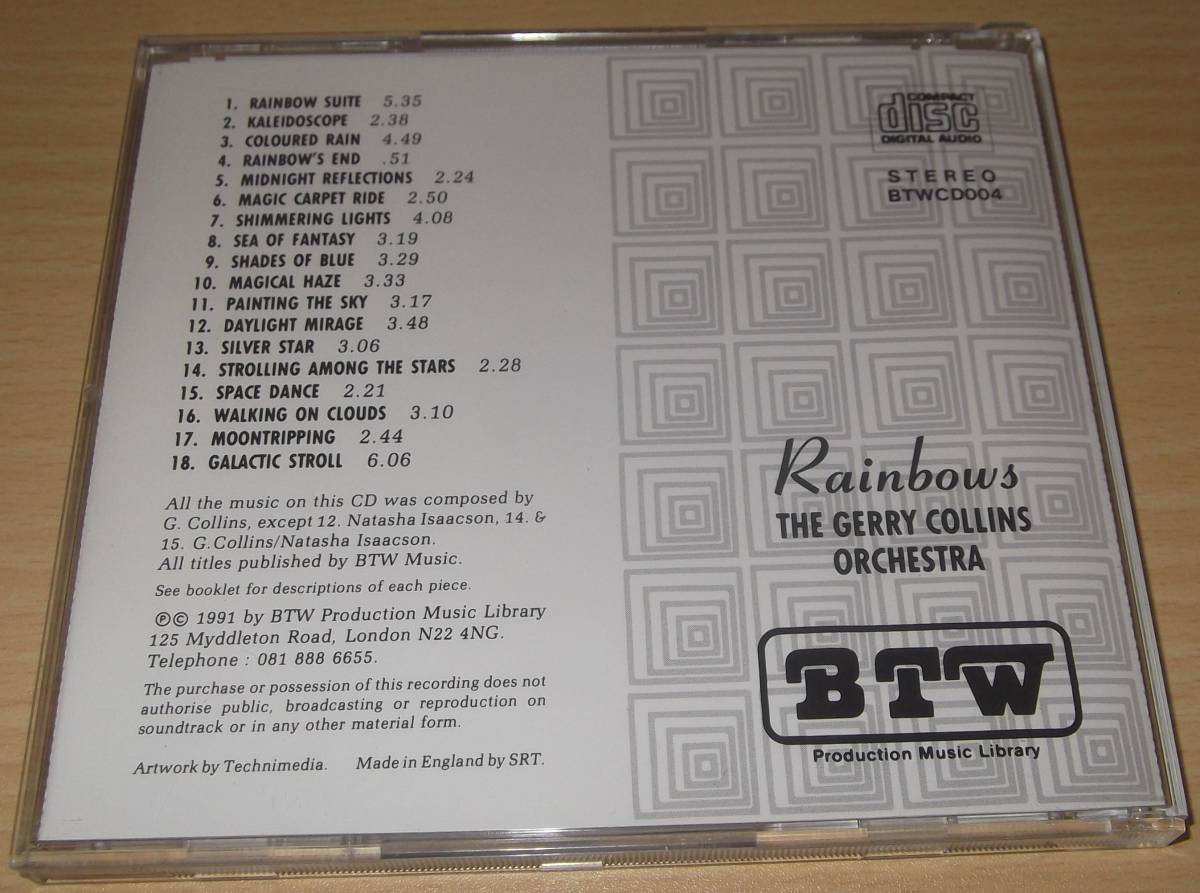 1. RAINBOW SUITE 5.35
2. KALEIDOSCOPE 2.38
3. COLOURED RAIN 4.49
4. RAINBOW'S END .51
5. MIDNIGHT REFLECTIONS 2.24
6. MAGIC CARPET RIDE 2.50
7. SHIMMERING LIGHTS 4.08
8. SEA OF FANTASY 3.19
9. SHADES OF BLUE 3.29
10. MAGICAL HAZE 3.33
11. PAINTING THE SKY 3.17
12. DAYLIGHT MIRAGE 3.48
13. SILVER STAR 3.06
14. STROLLING AMONG THE STARS 2.28
15. SPACE DANCE 2.21
16. WALKING ON CLOUDS 3.10
17. MOONTRIPPING 2.44
18. GALACTIC STROLL 6.06
All the music on this CD was composed by
G. Collins, except 12. Natasha Isaacson, 14. &
15. G.Collins/Natasha Isaacson.
All titles published by BTW Music.
See booklet for descriptions of each piece.
℗© 1991 by BTW Production Music Library
125 Myddleton Road, London N22 4NG.
Telephone : 081 888 6655.
The purchase or possession of this recording does not
authorise public, broadcasting or reproduction on
soundtrack or in any other material form.
Artwork by Technimedia. Made in England by SRT.
COMPACT
disc
DIGITAL AUDIO
STEREO
BTWCD004
Rainbows
THE GERRY COLLINS
ORCHESTRA
BTW
Production Music Library